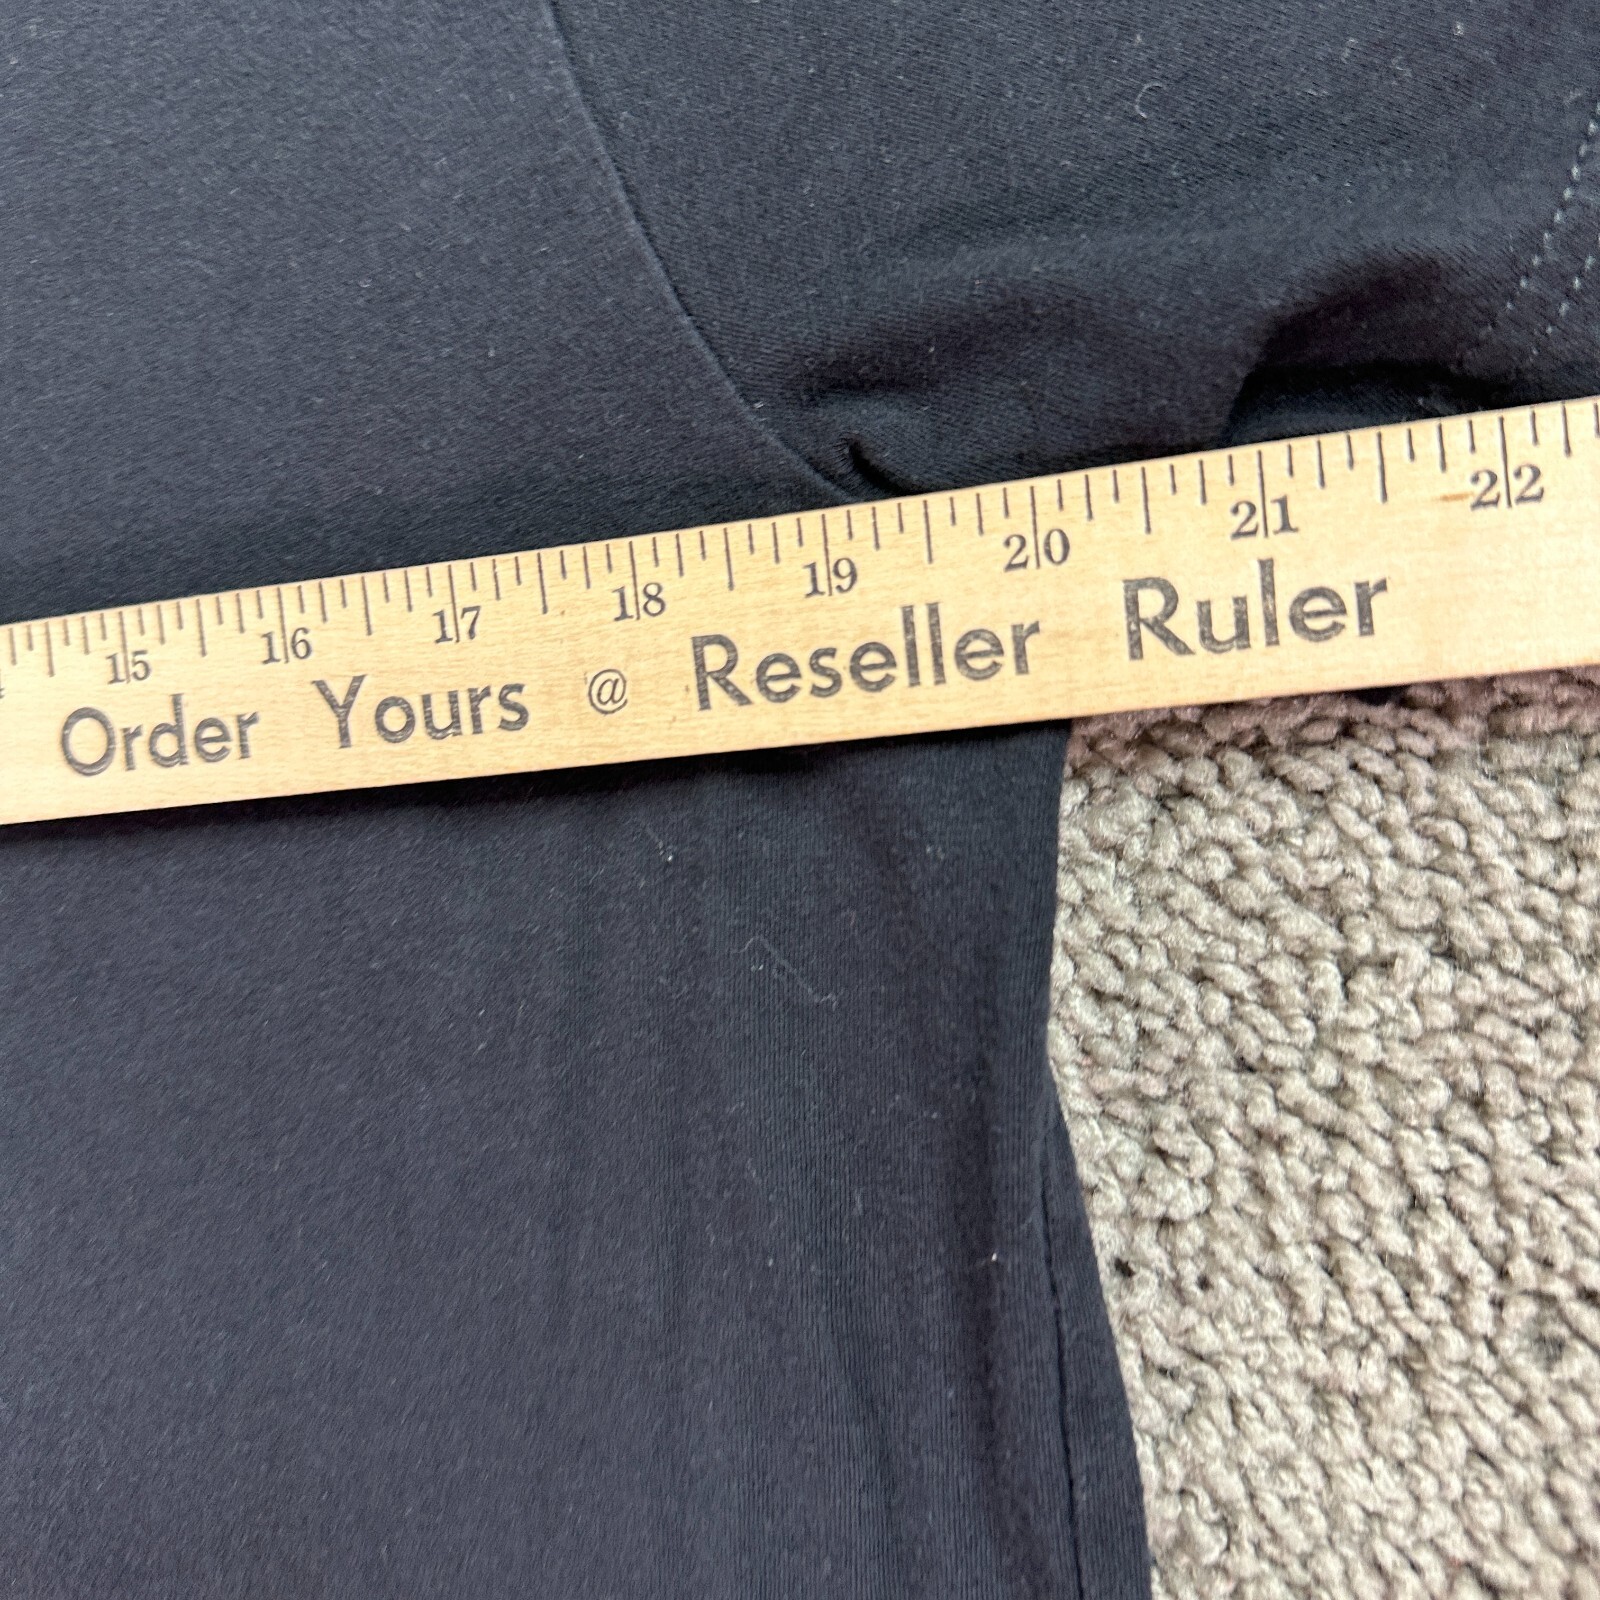 15 16 17 18 19 20 21 22
Order Yours @ Reseller Ruler